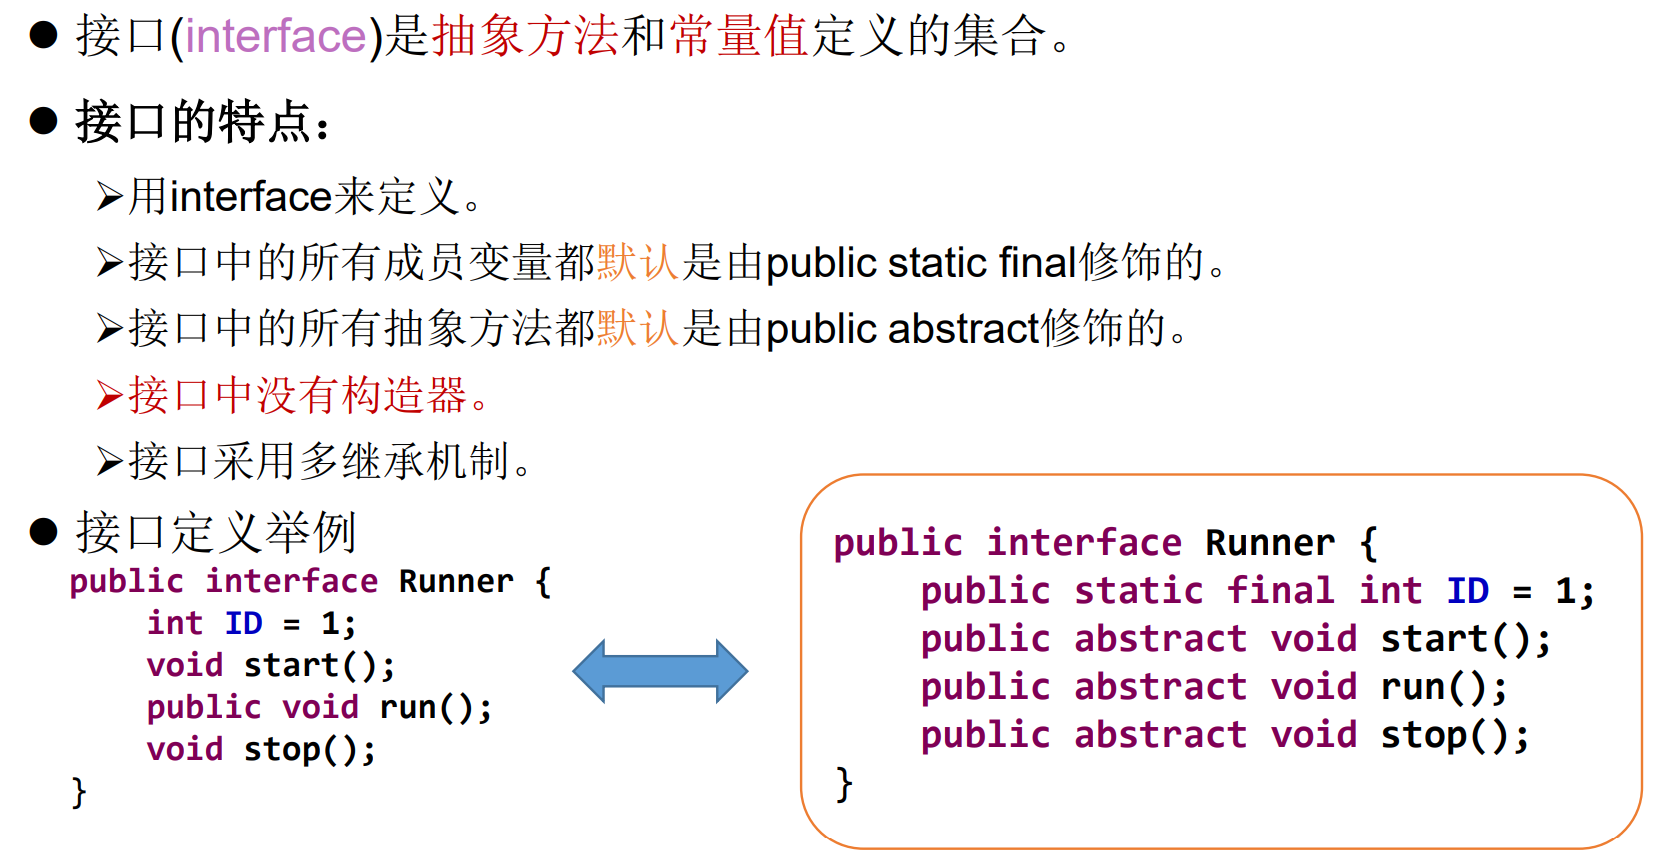 ● 接口(interface)是抽象方法和常量值定义的集合。
● 接口的特点：
➢用interface来定义。
➢接口中的所有成员变量都默认是由public static final修饰的。
➢接口中的所有抽象方法都默认是由public abstract修饰的。
➢接口中没有构造器。
➢接口采用多继承机制。
● 接口定义举例
public interface Runner {
    int ID = 1;
    void start();
    public void run();
    void stop();
}
public interface Runner {
    public static final int ID = 1;
    public abstract void start();
    public abstract void run();
    public abstract void stop();
}